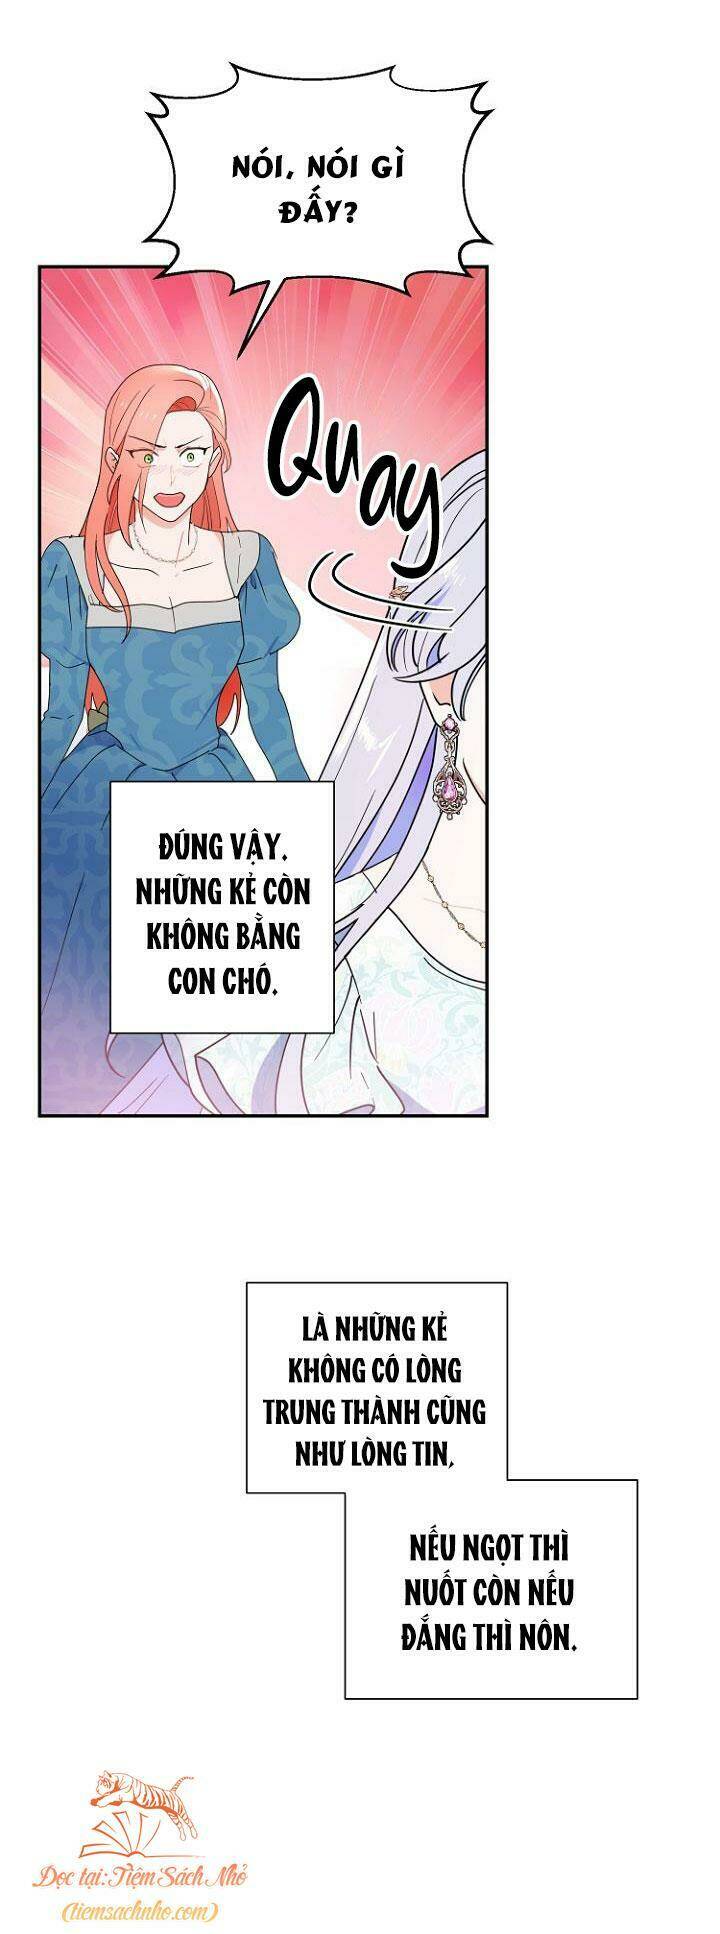 NÓI, NÓI GÌ
ĐẤY?
QUAY
ĐÚNG VẬY.
NHỮNG KẺ CÒN
KHÔNG BẰNG
CON CHÓ.
LÀ NHỮNG KẺ
KHÔNG CÓ LÒNG
TRUNG THÀNH CŨNG
NHƯ LÒNG TIN,
NẾU NGỌT THÌ
NUỐT CÒN NẾU
ĐẮNG THÌ NÔN.
Đọc tại: Tiệm Sách Nhỏ
(tiemsachnho.com)